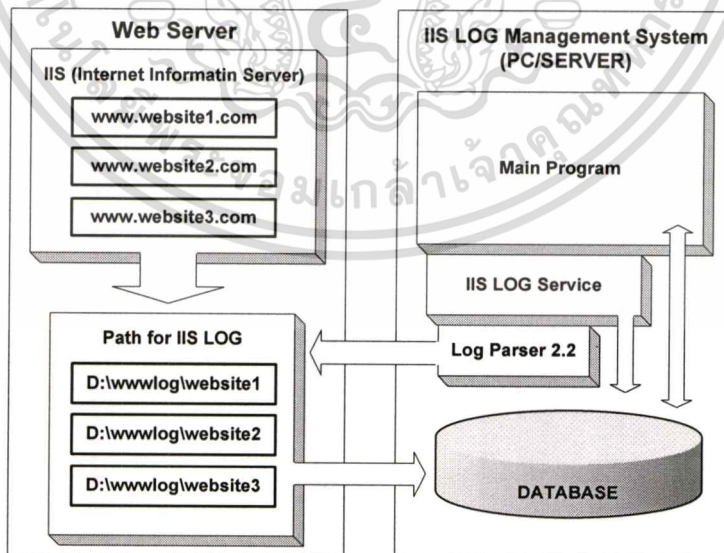 Web Server
IIS (Internet Informatin Server)
www.website1.com
www.website2.com
www.website3.com
Path for IIS LOG
D:\wwwlog\website1
D:\wwwlog\website2
D:\wwwlog\website3
IIS LOG Management System
(PC/SERVER)
Main Program
IIS LOG Service
Log Parser 2.2
DATABASE